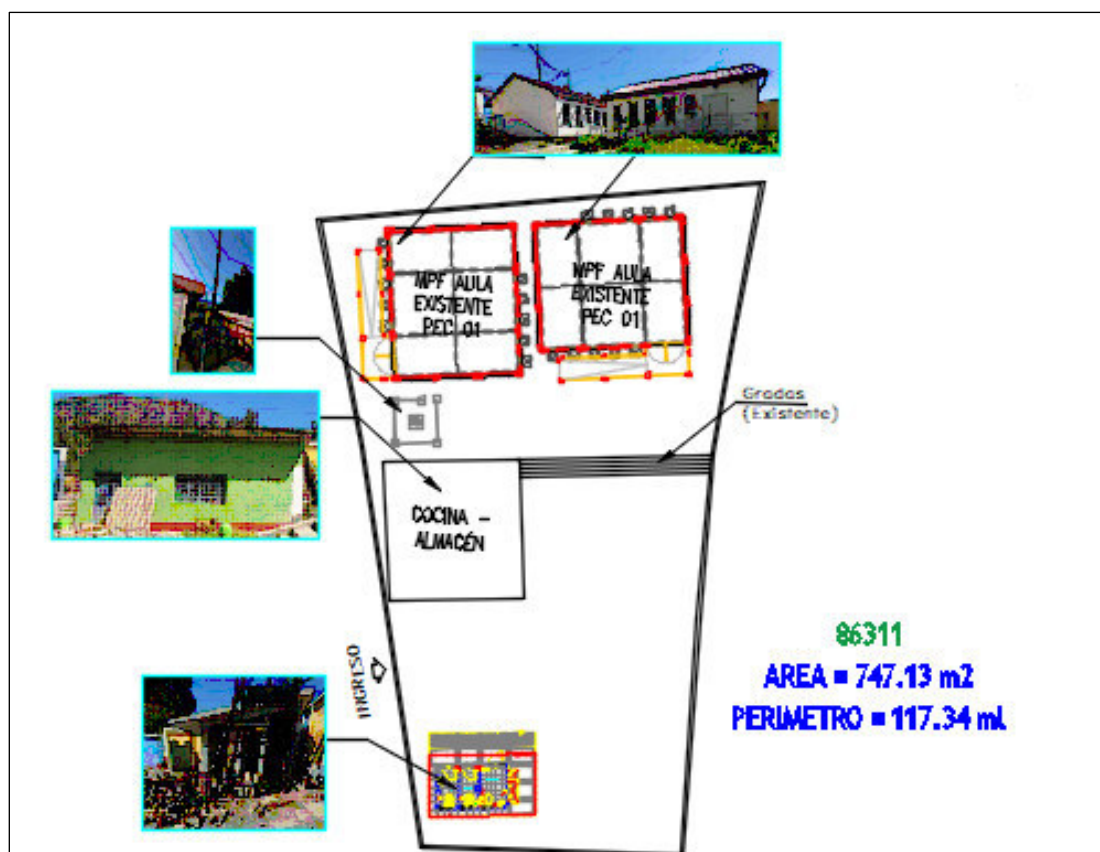 MPF AULA
EXISTENTE
PEC 01
MPF AULA
EXISTENTE
PEC 01
Gradas
(Existente)
COCINA -
ALMACÉN
INGRESO
86311
AREA = 747.13 m2
PERIMETRO = 117.34 ml